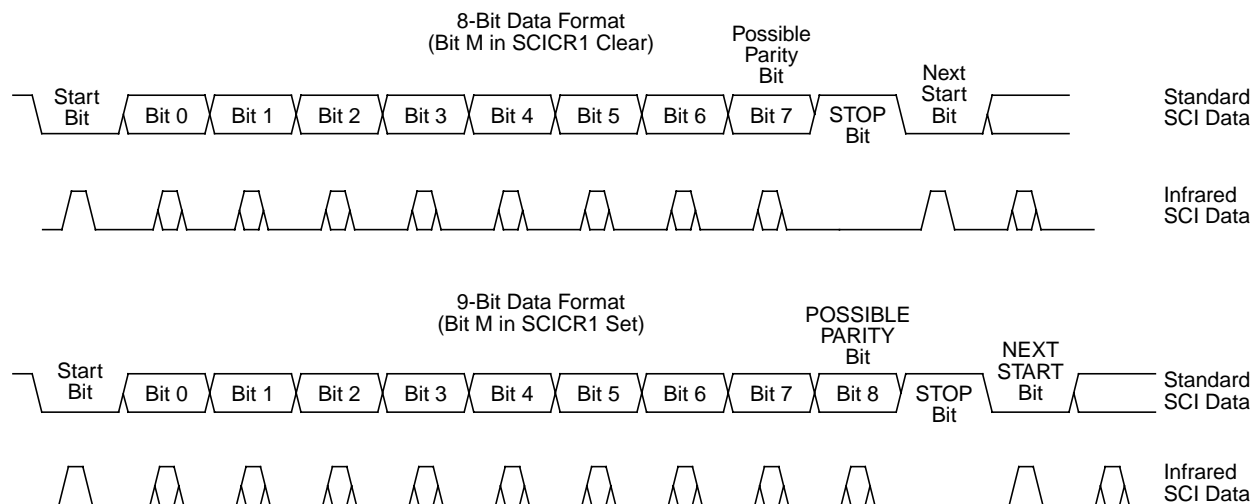 8-Bit Data Format
(Bit M in SCICR1 Clear)
Possible
Parity
Bit
Start
Bit
Bit 0
Bit 1
Bit 2
Bit 3
Bit 4
Bit 5
Bit 6
Bit 7
STOP
Bit
Next
Start
Bit
Standard
SCI Data
Infrared
SCI Data
9-Bit Data Format
(Bit M in SCICR1 Set)
POSSIBLE
PARITY
Bit
Start
Bit
Bit 0
Bit 1
Bit 2
Bit 3
Bit 4
Bit 5
Bit 6
Bit 7
Bit 8
STOP
Bit
NEXT
START
Bit
Standard
SCI Data
Infrared
SCI Data